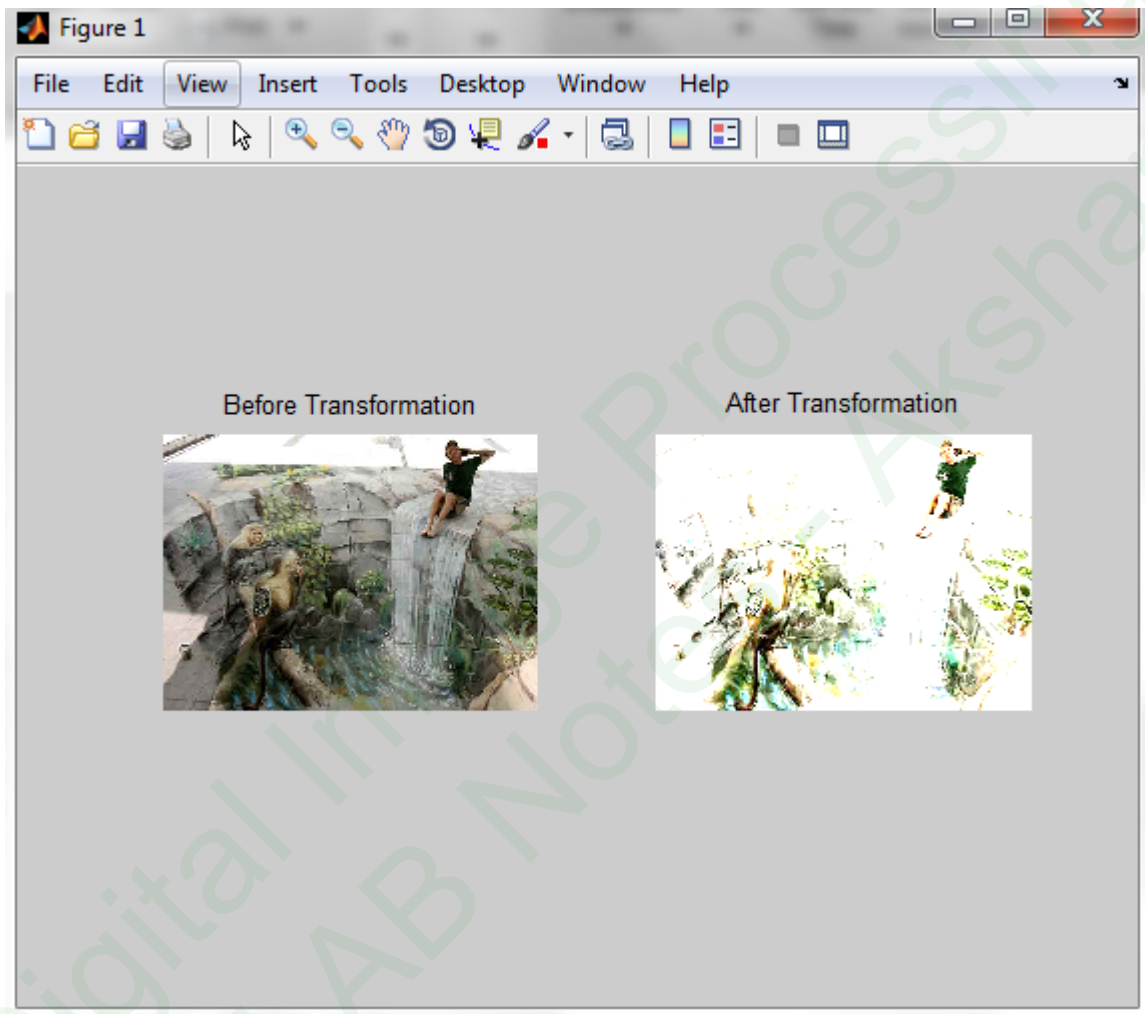 Figure 1
File Edit View Insert Tools Desktop Window Help
Before Transformation
After Transformation
Digital Image Processing
AB Notes - Aksha